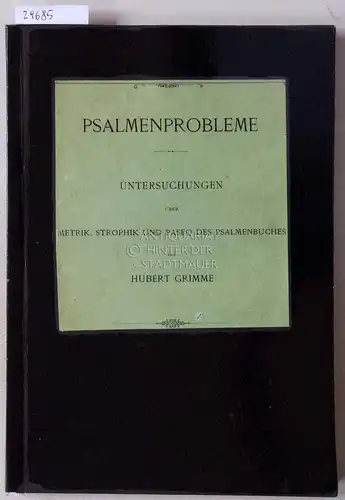 29685
PSALMENPROBLEME
UNTERSUCHUNGEN
ÜBER
METRIK, STROPHIK UND PASEQ DES PSALMENBUCHES
ANTIQUARIAT
© HINTER DER
STADTMAUER
HUBERT GRIMME